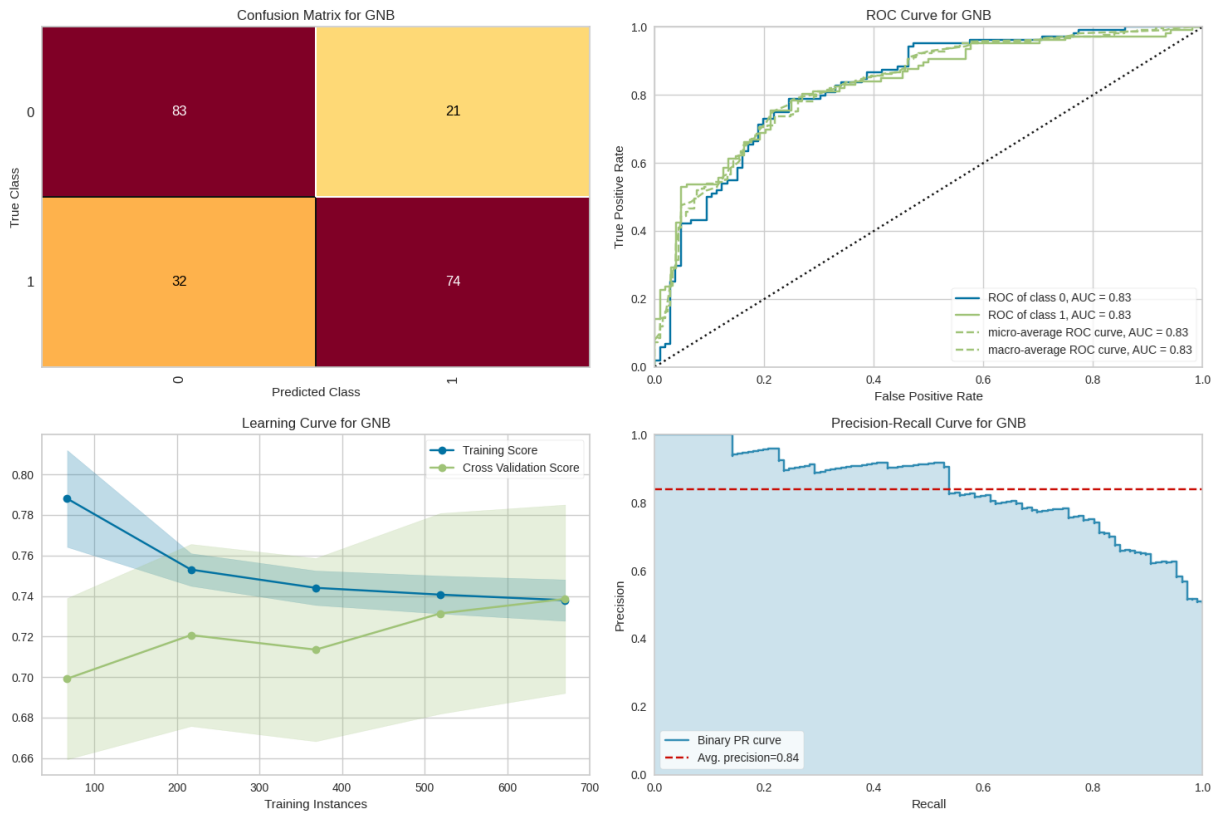 Confusion Matrix for GNB
True Class
0
83
21
1
32
74
0
1
Predicted Class
ROC Curve for GNB
True Positive Rate
1.0
0.8
0.6
0.4
0.2
0.0
ROC of class 0, AUC = 0.83
ROC of class 1, AUC = 0.83
micro-average ROC curve, AUC = 0.83
macro-average ROC curve, AUC = 0.83
0.0 0.2 0.4 0.6 0.8 1.0
False Positive Rate
Learning Curve for GNB
Training Score
Cross Validation Score
0.80
0.78
0.76
0.74
0.72
0.70
0.68
0.66
100 200 300 400 500 600 700
Training Instances
Precision-Recall Curve for GNB
Precision
1.0
0.8
0.6
0.4
0.2
0.0
Binary PR curve
Avg. precision=0.84
0.0 0.2 0.4 0.6 0.8 1.0
Recall